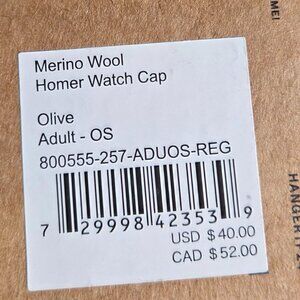 Merino Wool
Homer Watch Cap
Olive
Adult - OS
800555-257-ADUOS-REG
7 29998 42353 9
USD $40.00
CAD $52.00